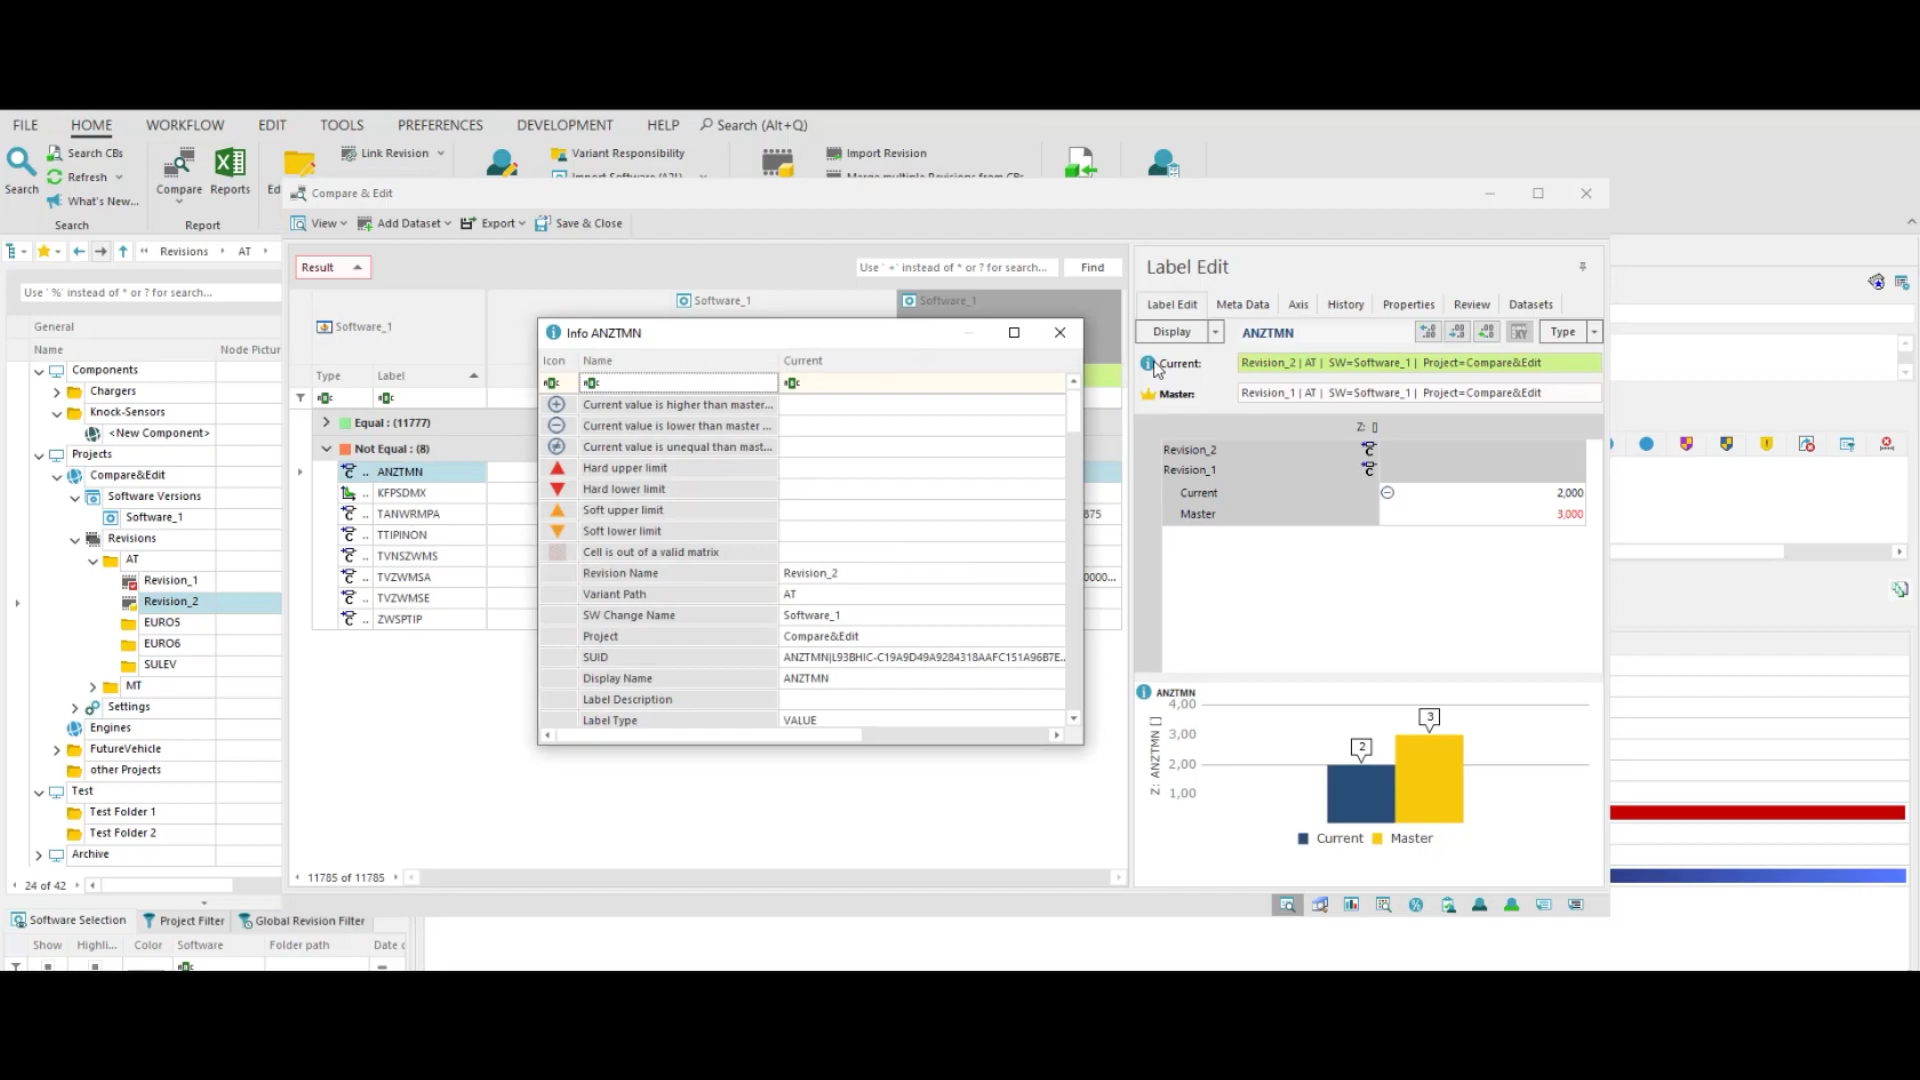 FILE HOME WORKFLOW EDIT TOOLS PREFERENCES DEVELOPMENT HELP Search (Alt+Q)
Search
Search CBs
Refresh
What's New...
Search
Compare
Reports
Report
Link Revision
Variant Responsibility
Import Revision
Compare & Edit
View Add Dataset Export Save & Close
Revisions AT
Use ' %' instead of * or ? for search...
General
Name Node Pictur
Components
Chargers
Knock-Sensors
<New Component>
Projects
Compare&Edit
Software Versions
Software_1
Revisions
AT
Revision_1
Revision_2
EURO5
EURO6
SULEV
MT
Settings
Engines
FutureVehicle
other Projects
Test
Test Folder 1
Test Folder 2
Archive
24 of 42
Software Selection Project Filter Global Revision Filter
Show Highli... Color Software Folder path Date
Result
Use ' +' instead of * or ? for search... Find
Software_1
Software_1
Software_1
Type Label
Equal : (11777)
Not Equal : (8)
ANZTMN
KFPSDMX
TANWRMPA
TTIPINON
TVNSZWMS
TVZWMSA
TVZWMSE
ZWSPTIP
11785 of 11785
Info ANZTMN
Icon Name Current
Current value is higher than master...
Current value is lower than master ...
Current value is unequal than mast...
Hard upper limit
Hard lower limit
Soft upper limit
Soft lower limit
Cell is out of a valid matrix
Revision Name Revision_2
Variant Path AT
SW Change Name Software_1
Project Compare&Edit
SUID ANZTMN|L93BHIC-C19A9D49A9284318AAFC151A96B7E...
Display Name ANZTMN
Label Description
Label Type VALUE
Label Edit
Label Edit Meta Data Axis History Properties Review Datasets
Display ANZTMN Type
Current: Revision_2 | AT | SW=Software_1 | Project=Compare&Edit
Master: Revision_1 | AT | SW=Software_1 | Project=Compare&Edit
Z: []
Revision_2
Revision_1
Current 2,000
Master 3,000
ANZTMN
Z: ANZTMN []
4,00
3,00
2,00
1,00
2
3
Current Master